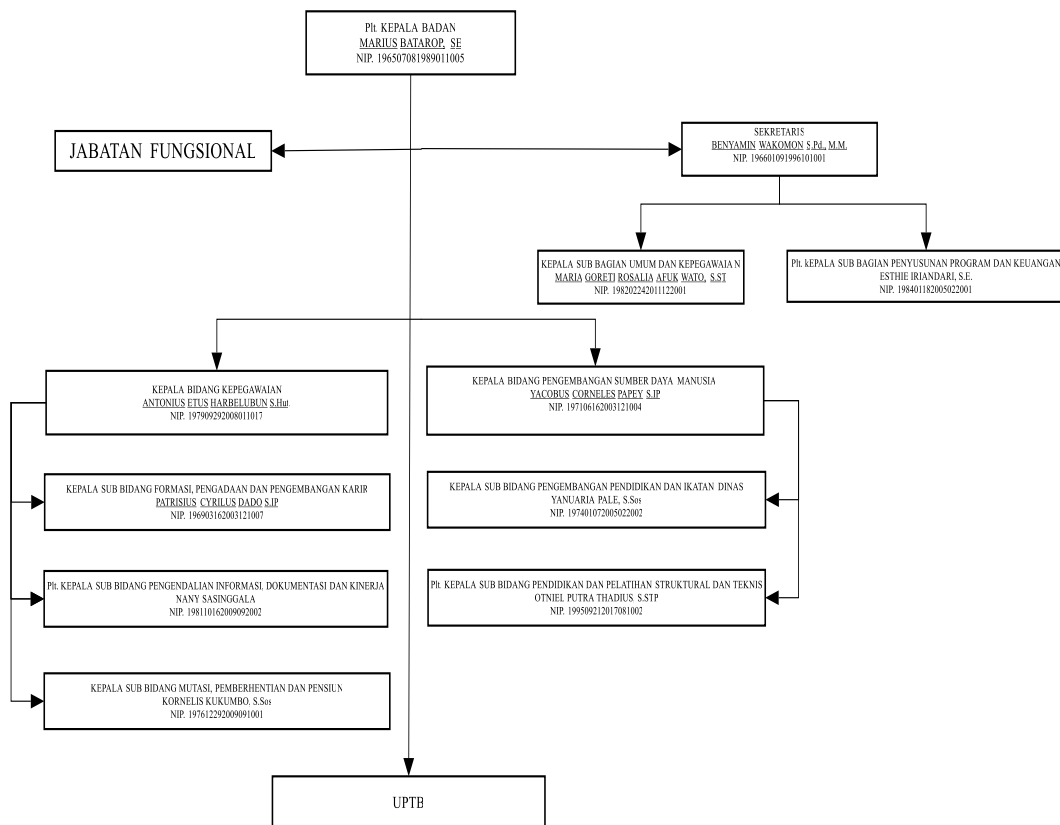 Plt. KEPALA BADAN
MARIUS BATAROP, SE
NIP. 196507081989011005
JABATAN FUNGSIONAL
SEKRETARIS
BENYAMIN WAKOMON S.Pd., M.M.
NIP. 196601091996101001
KEPALA SUB BAGIAN UMUM DAN KEPEGAWAIAN
MARIA GORETI ROSALIA AFUK WATO, S.ST
NIP. 198202242011122001
Plt. kEPALA SUB BAGIAN PENYUSUNAN PROGRAM DAN KEUANGAN
ESTHIE IRIANDARI, S.E.
NIP. 198401182005022001
KEPALA BIDANG KEPEGAWAIAN
ANTONIUS ETUS HARBELUBUN S.Hut.
NIP. 197909292008011017
KEPALA BIDANG PENGEMBANGAN SUMBER DAYA MANUSIA
YACOBUS CORNELES PAPEY S.IP
NIP. 197106162003121004
KEPALA SUB BIDANG FORMASI, PENGADAAN DAN PENGEMBANGAN KARIR
PATRISIUS CYRILUS DADO S.IP
NIP. 196903162003121007
KEPALA SUB BIDANG PENGEMBANGAN PENDIDIKAN DAN IKATAN DINAS
YANUARIA PALE, S.Sos
NIP. 197401072005022002
Plt. KEPALA SUB BIDANG PENGENDALIAN INFORMASI, DOKUMENTASI DAN KINERJA
NANY SASINGGALA
NIP. 198110162009092002
Plt. KEPALA SUB BIDANG PENDIDIKAN DAN PELATIHAN STRUKTURAL DAN TEKNIS
OTNIEL PUTRA THADIUS. S.STP
NIP. 199509212017081002
KEPALA SUB BIDANG MUTASI, PEMBERHENTIAN DAN PENSIUN
KORNELIS KUKUMBO. S.Sos
NIP. 197612292009091001
UPTB